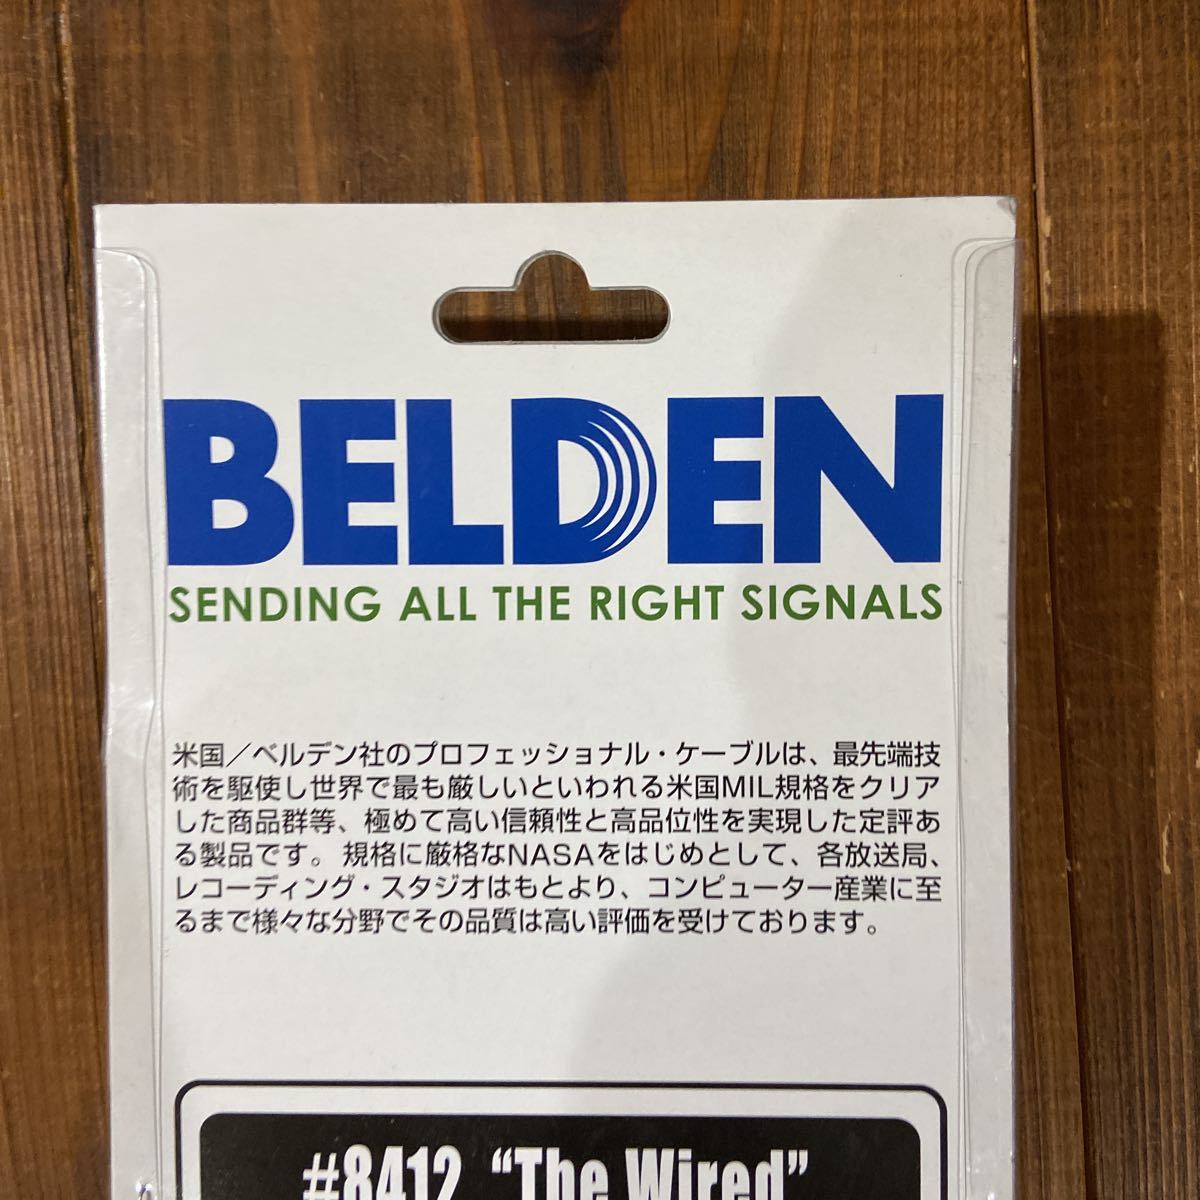 BELDEN
SENDING ALL THE RIGHT SIGNALS
米国／ベルデン社のプロフェッショナル・ケーブルは、最先端技
術を駆使し世界で最も厳しいといわれる米国MIL規格をクリア
した商品群等、極めて高い信頼性と高品位性を実現した定評あ
る製品です。規格に厳格なNASAをはじめとして、各放送局、
レコーディング・スタジオはもとより、コンピューター産業に至
るまで様々な分野でその品質は高い評価を受けております。
#8412 “The Wired”